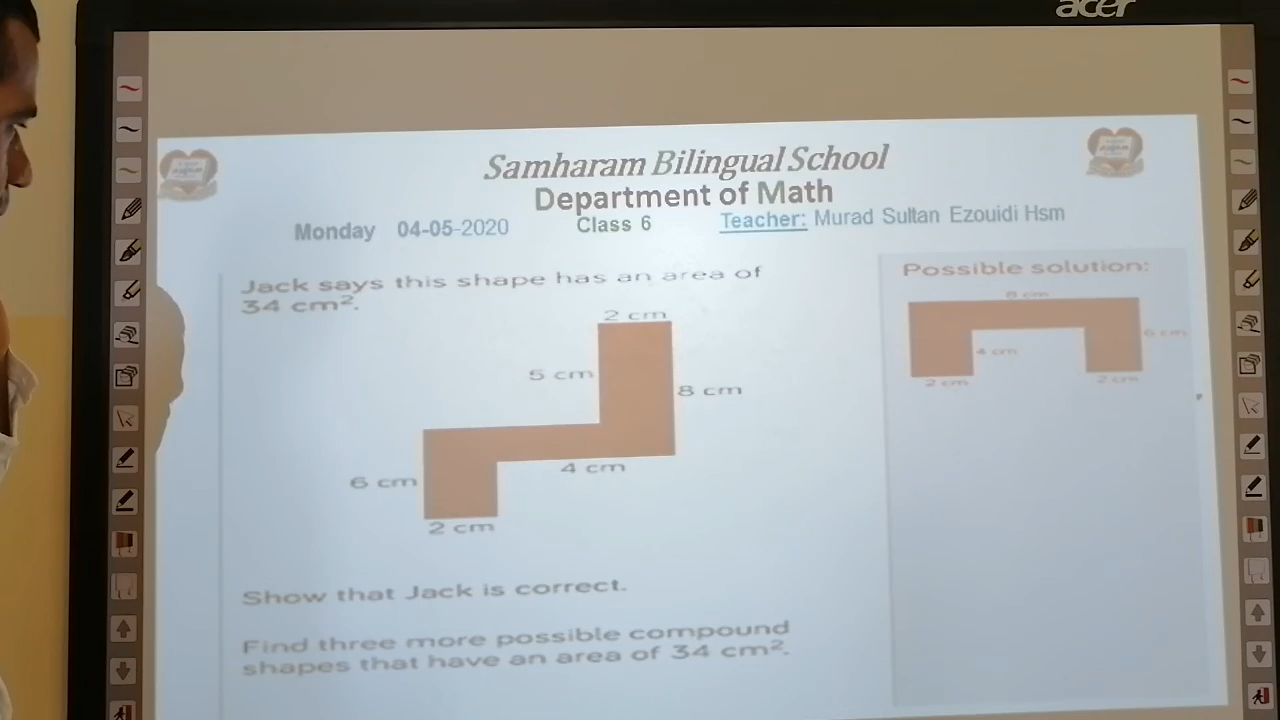 acer
Samharam Bilingual School
Department of Math
Monday 04-05-2020 Class 6 Teacher: Murad Sultan Ezouidi Hsm
Jack says this shape has an area of
34 cm².
2 cm
5 cm
8 cm
4 cm
6 cm
2 cm
Show that Jack is correct.
Find three more possible compound
shapes that have an area of 34 cm².
Possible solution:
4 cm
2 cm
2 cm